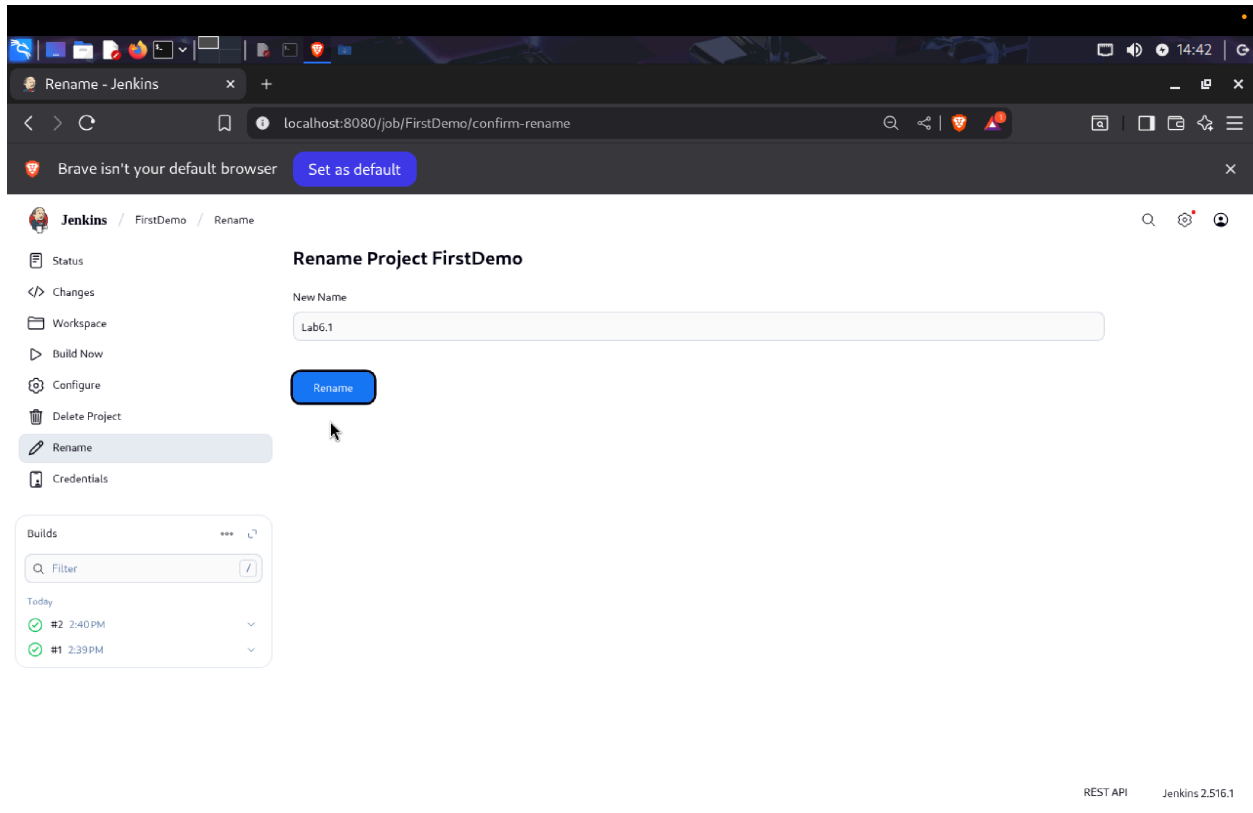 14:42
Rename - Jenkins
localhost:8080/job/FirstDemo/confirm-rename
1
Brave isn't your default browser Set as default
Jenkins / FirstDemo / Rename
Status
Changes
Workspace
Build Now
Configure
Delete Project
Rename
Credentials
Rename Project FirstDemo
New Name
Lab6.1
Rename
Builds
Filter /
Today
#2 2:40 PM
#1 2:39 PM
REST API Jenkins 2.516.1